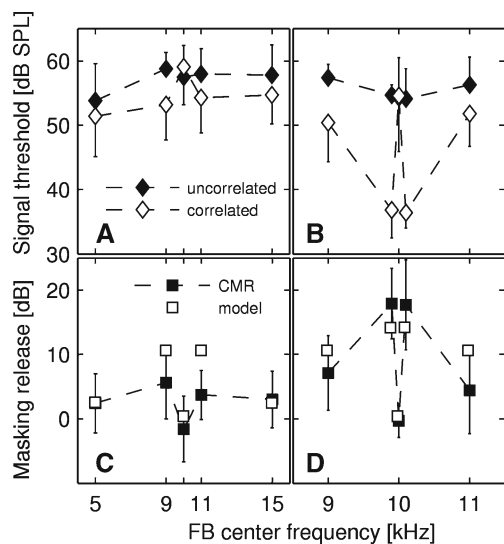 Signal threshold [dB SPL]
60
50
40
30
uncorrelated
correlated
A
B
Masking release [dB]
20
10
0
CMR
model
C
D
5
9
11
15
9
10
11
FB center frequency [kHz]